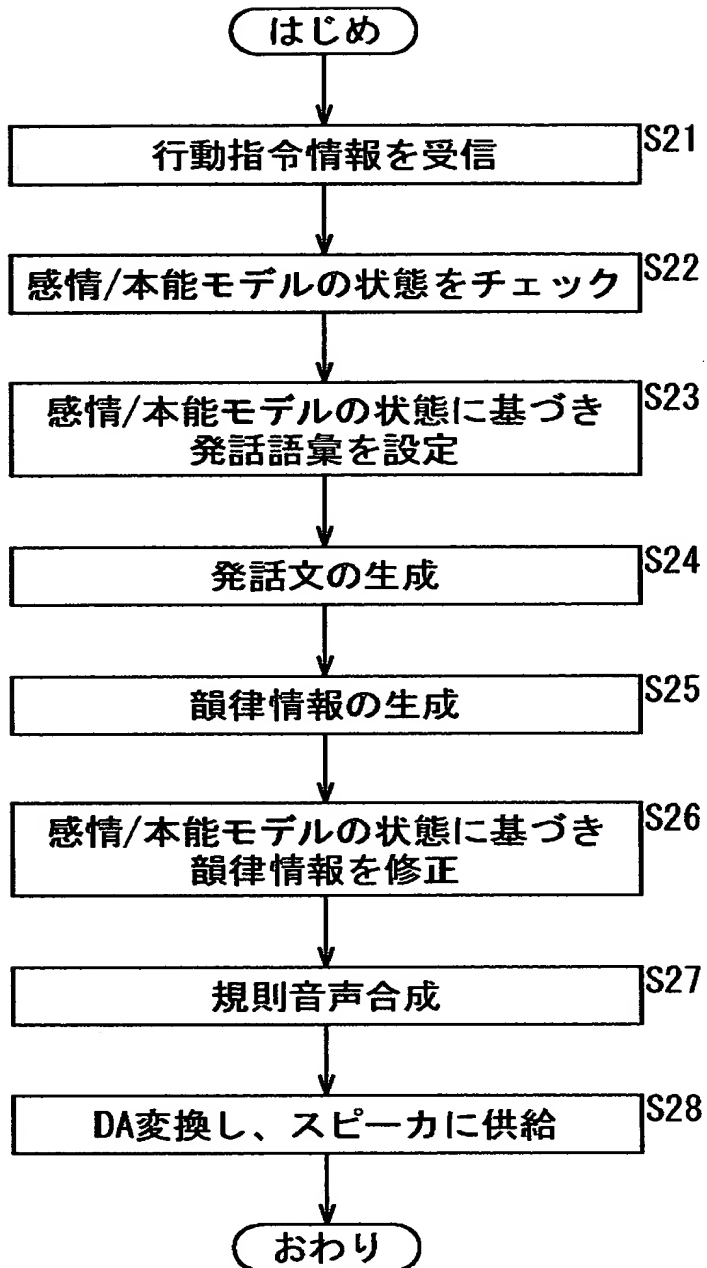 はじめ
行動指令情報を受信
S21
感情/本能モデルの状態をチェック
S22
感情/本能モデルの状態に基づき
発話語彙を設定
S23
発話文の生成
S24
韻律情報の生成
S25
感情/本能モデルの状態に基づき
韻律情報を修正
S26
規則音声合成
S27
DA変換し、スピーカに供給
S28
おわり